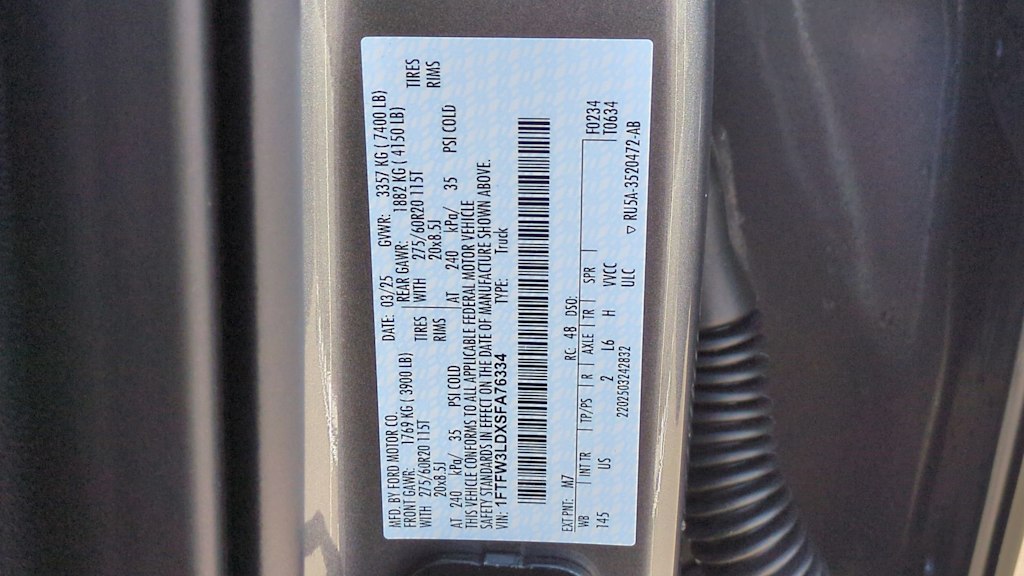 MFD. BY FORD MOTOR CO.
DATE: 03/25 GVWR: 3357 KG ( 7400 LB)
FRONT GAWR: 1769 KG ( 3900 LB) REAR GAWR: 1882 KG ( 4150 LB)
WITH 275/60R20 115T TIRES WITH 275/60R20 115T TIRES
20x8.5J RIMS 20x8.5J RIMS
AT 240 kPa/ 35 PSI COLD AT 240 kPa/ 35 PSI COLD
THIS VEHICLE CONFORMS TO ALL APPLICABLE FEDERAL MOTOR VEHICLE
SAFETY STANDARDS IN EFFECT ON THE DATE OF MANUFACTURE SHOWN ABOVE.
VIN: 1FTFW3LDXSFA76334 TYPE: Truck
EXT PNT: M7 RC: 4B DSO: F0234
WB INT TR TP/PS R AXLE TR SPR T0634
145 US 2 L6 H VVCC
ULC
2202503242832 ▽ RU5A-3520472-AB